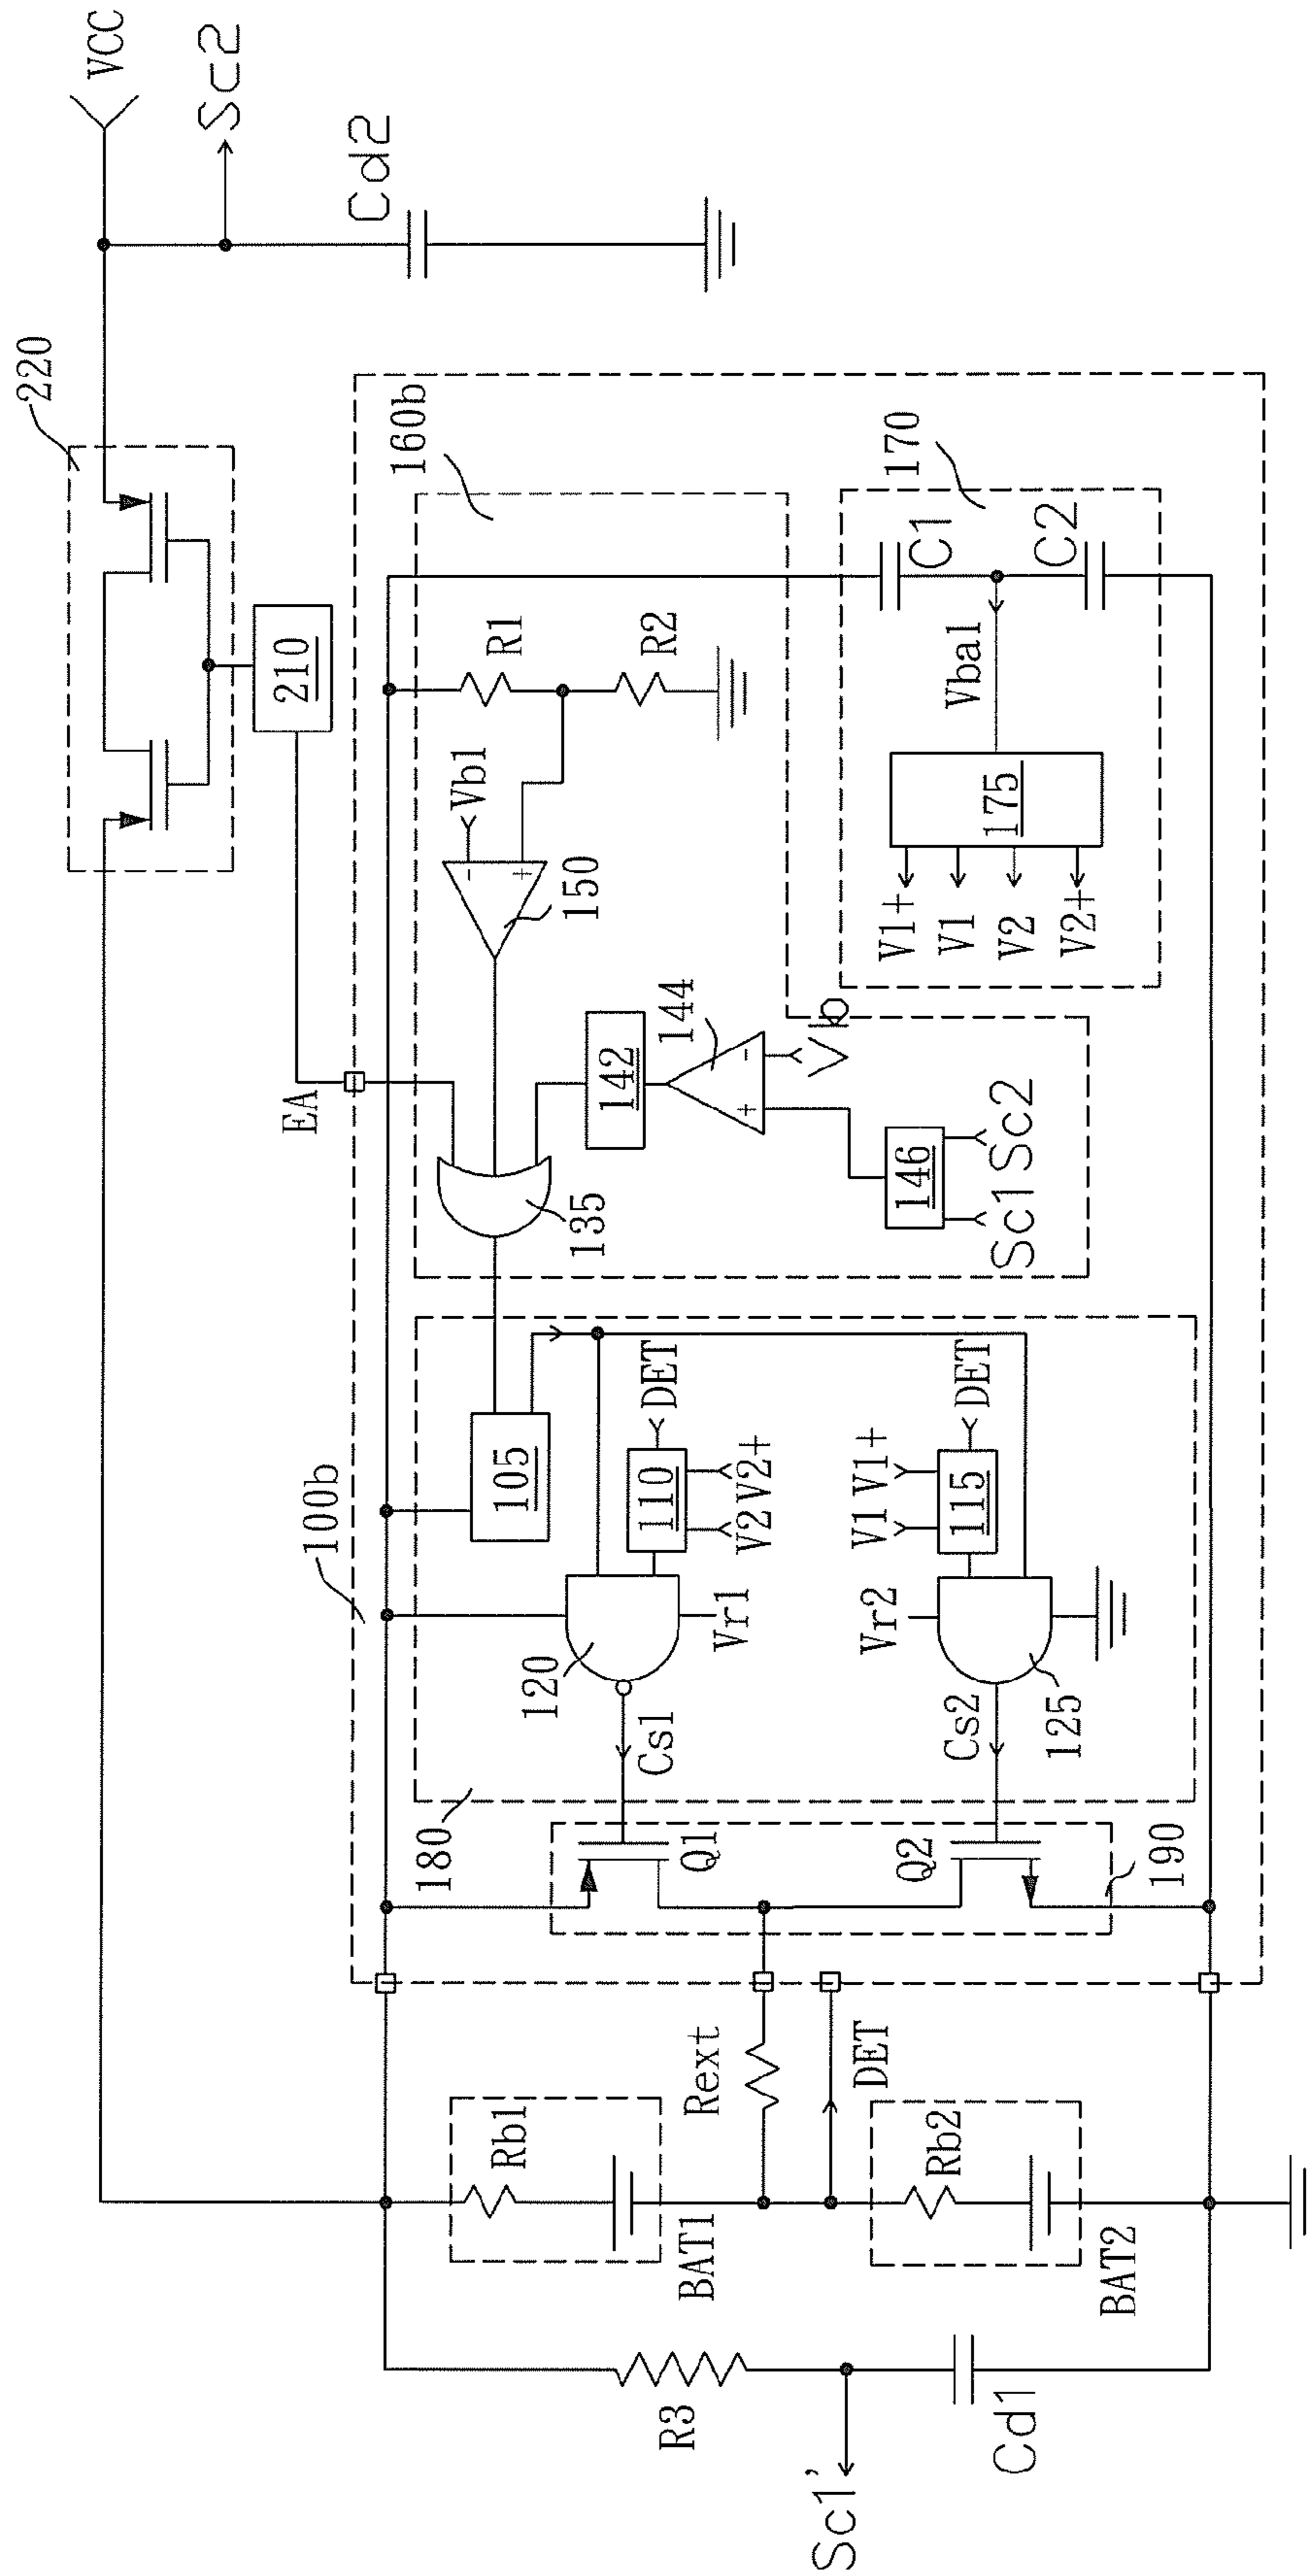 VCC
Sc2
Cd2
220
210
EA
100b
160b
R1
R2
Vb1
150
135
142
144
Vb
146
Sc1
Sc2
170
C1
C2
Vbal
175
V1+
V1
V2
V2+
105
180
120
Vr1
110
DET
V2
V2+
Cs1
Vr2
V1
V1+
115
DET
125
Cs2
Q1
Q2
190
Rext
DET
Rb1
BAT1
Rb2
BAT2
R3
Sc1'
Cd1